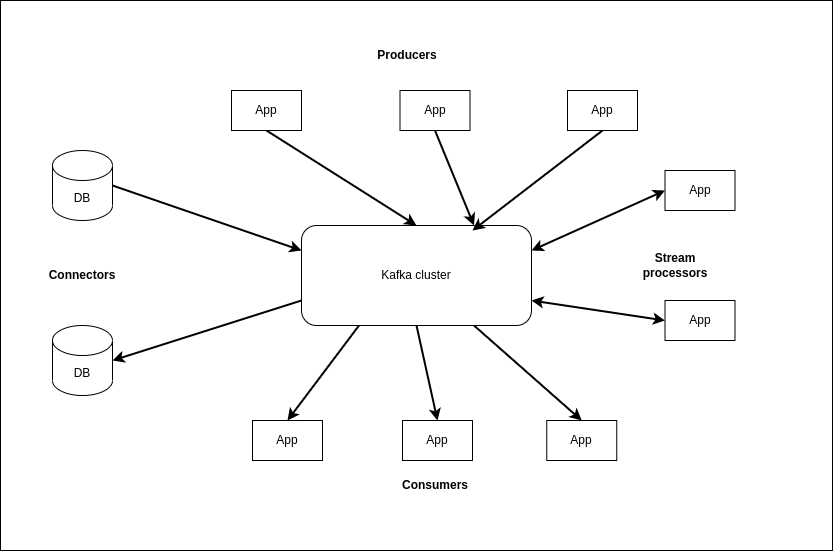 Producers
App
App
App
DB
App
Kafka cluster
Connectors
Stream
processors
App
DB
App
App
App
Consumers